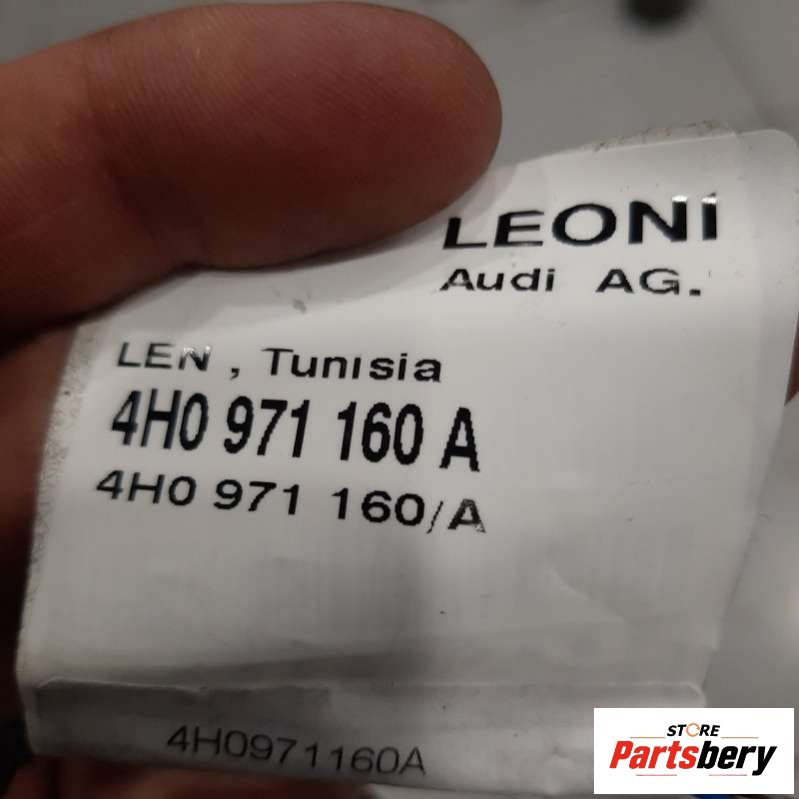 LEONI
Audi AG.
LEN , Tunisia
4H0 971 160 A
4H0 971 160/A
4H0971160A
STORE
Partsbery